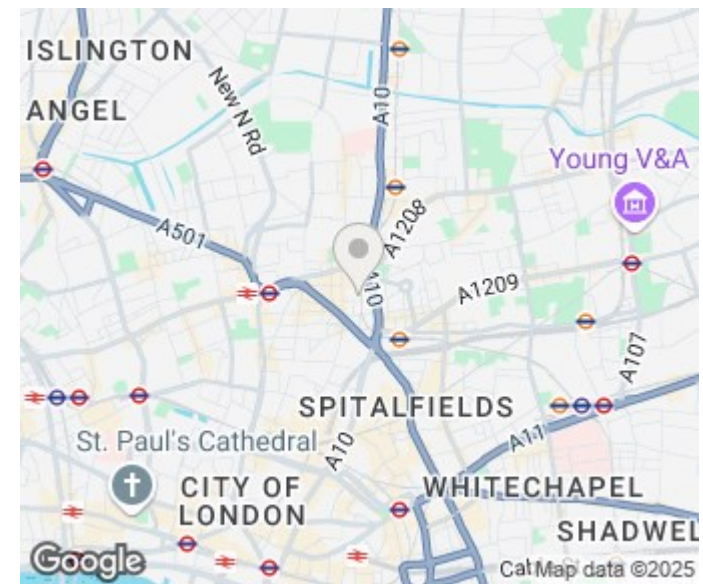 ISLINGTON
ANGEL
New N Rd
A10
Young V&A
A501
A1208
A10
A1209
A107
SPITALFIELDS
St. Paul's Cathedral
A10
A11
CITY OF
LONDON
WHITECHAPEL
SHADWEL
Google
Map data ©2025